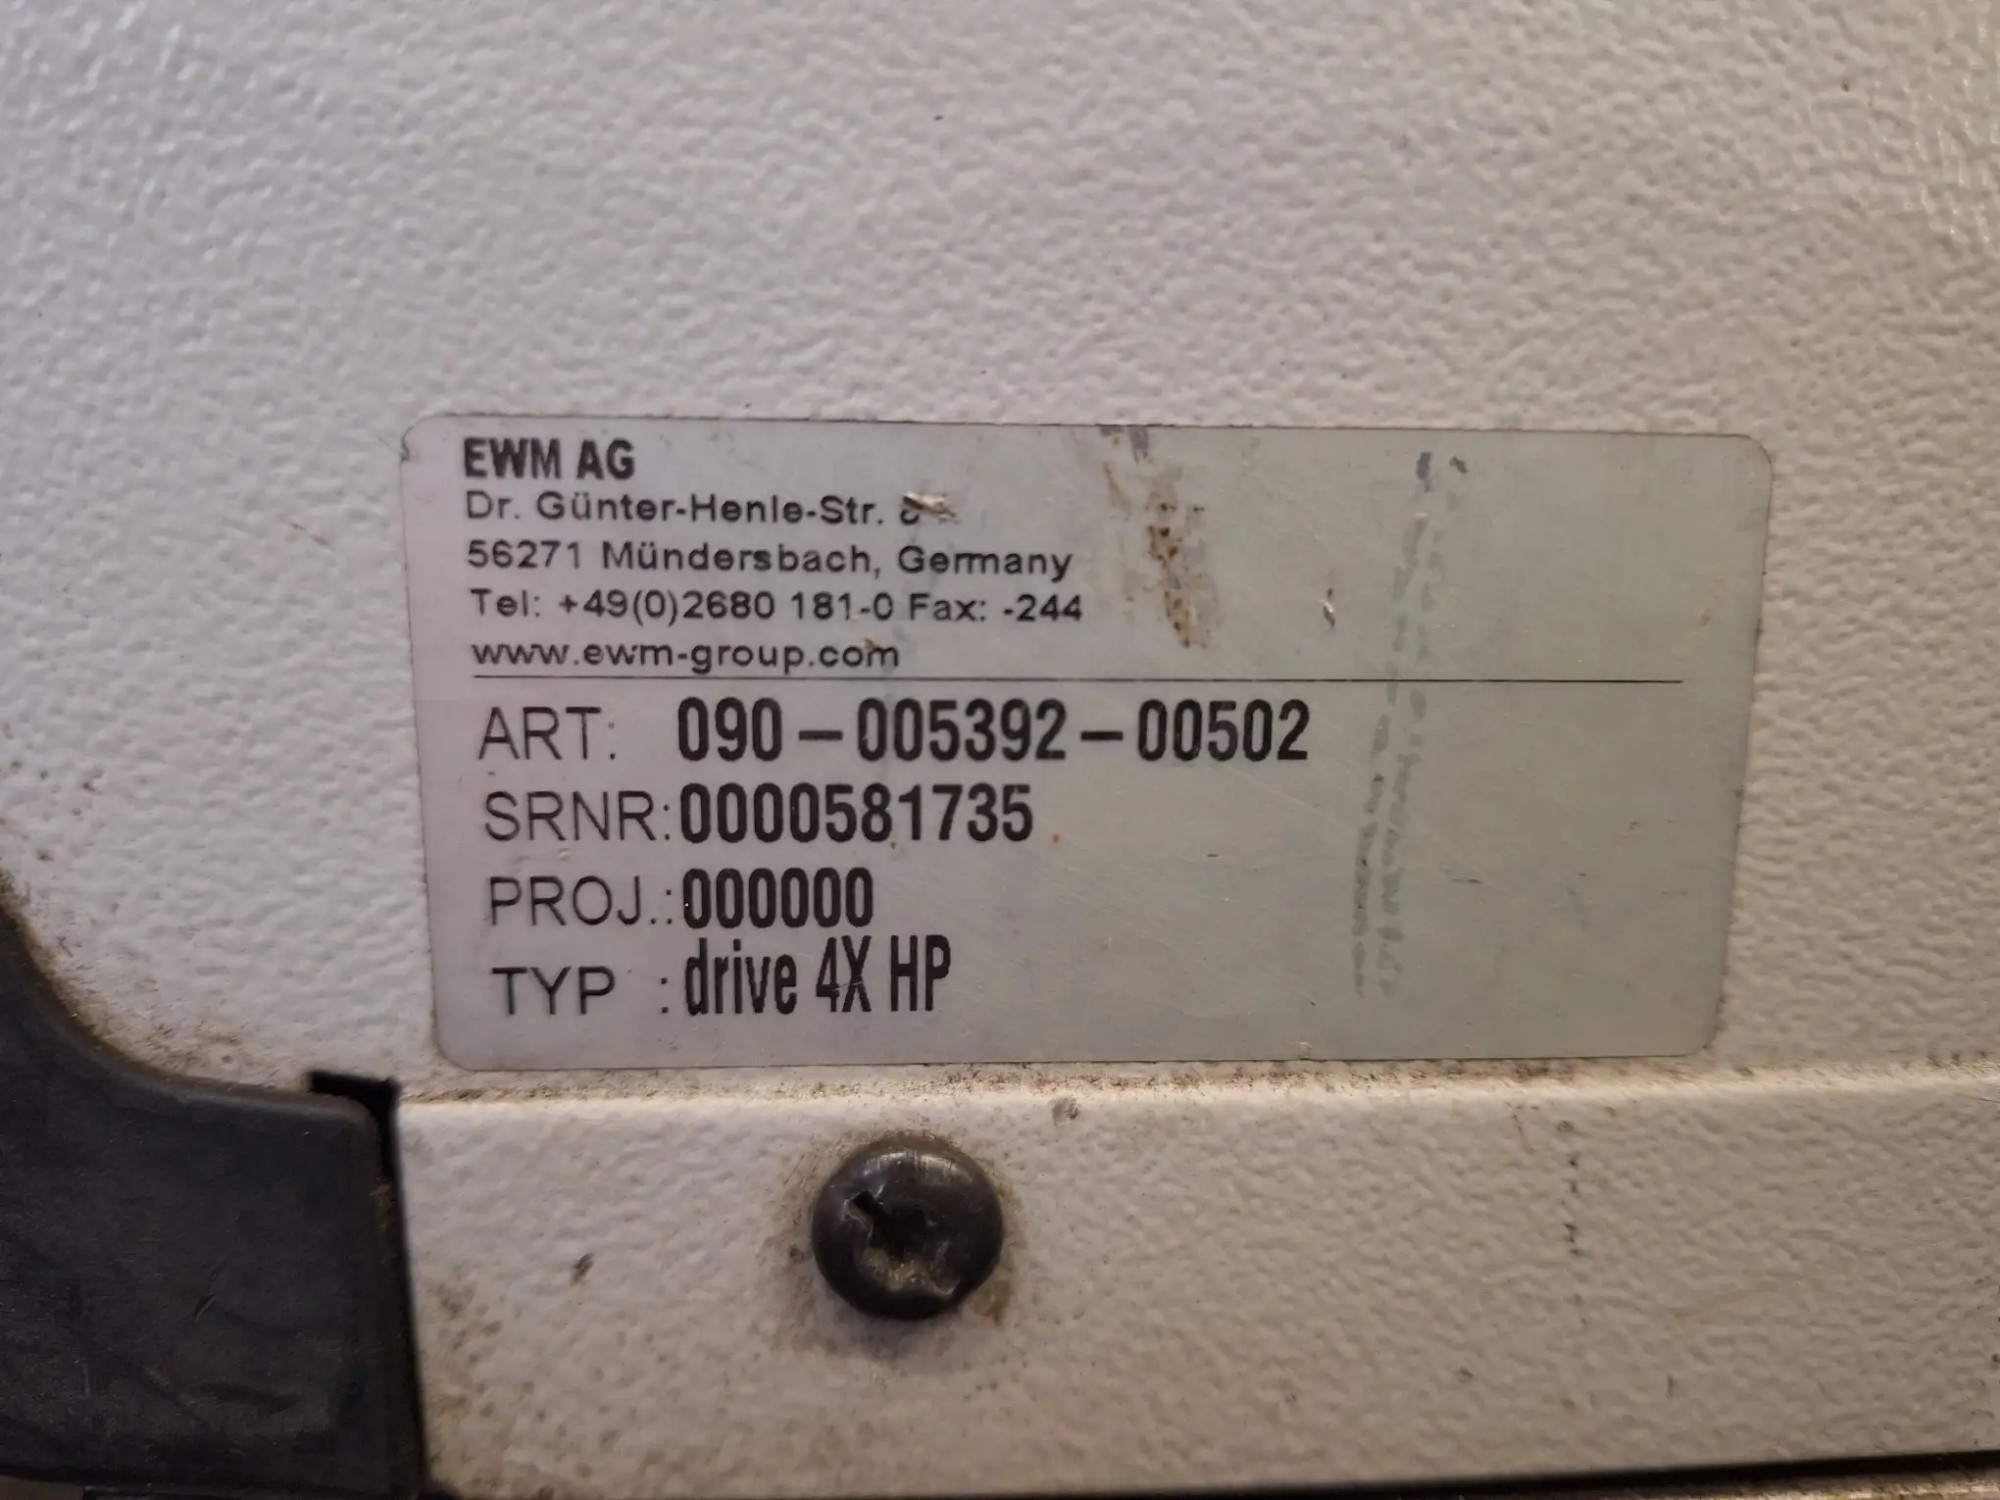 EWM AG
Dr. Günter-Henle-Str.
56271 Mündersbach, Germany
Tel: +49(0)2680 181-0 Fax: -244
www.ewm-group.com
ART: 090-005392-00502
SRNR:0000581735
PROJ.:000000
TYP :drive 4X HP